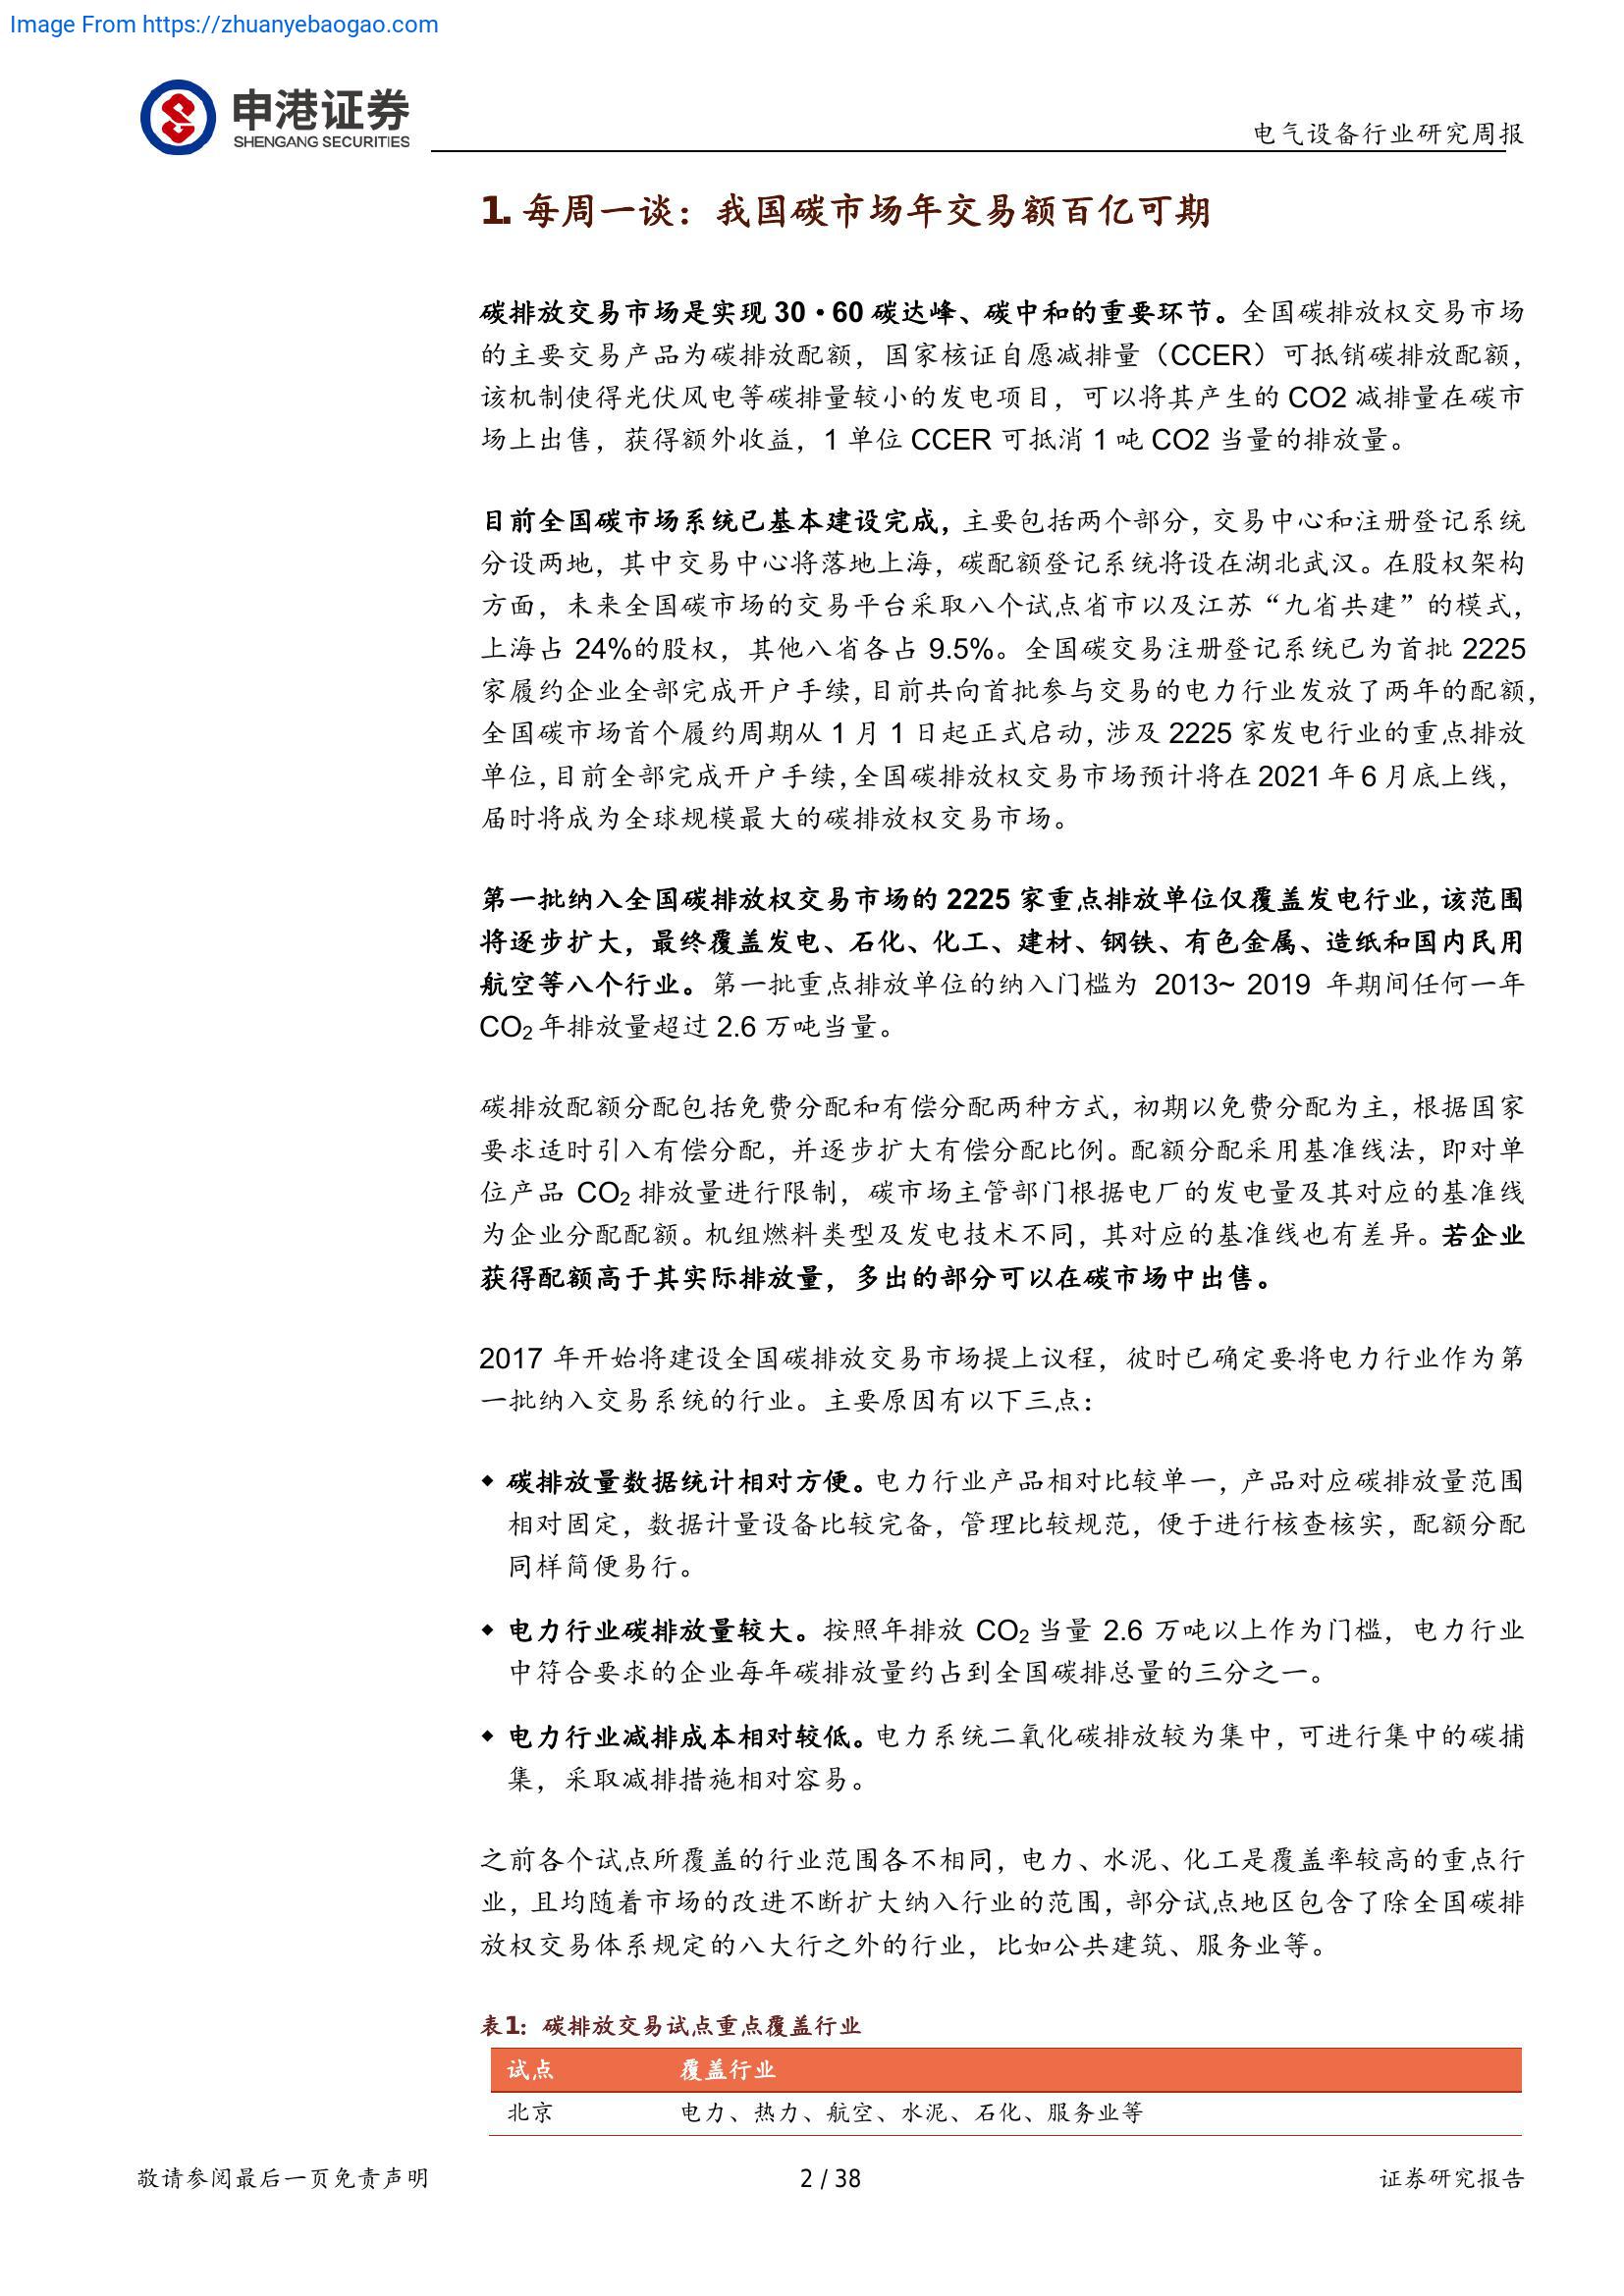 Image From https://zhuanyebaogao.com
申港证券
SHENGANG SECURITIES
电气设备行业研究周报
1. 每周一谈：我国碳市场年交易额百亿可期
碳排放交易市场是实现 30·60 碳达峰、碳中和的重要环节。全国碳排放权交易市场
的主要交易产品为碳排放配额，国家核证自愿减排量（CCER）可抵销碳排放配额，
该机制使得光伏风电等碳排量较小的发电项目，可以将其产生的 CO2 减排量在碳市
场上出售，获得额外收益，1 单位 CCER 可抵消 1 吨 CO2 当量的排放量。
目前全国碳市场系统已基本建设完成，主要包括两个部分，交易中心和注册登记系统
分设两地，其中交易中心将落地上海，碳配额登记系统将设在湖北武汉。在股权架构
方面，未来全国碳市场的交易平台采取八个试点省市以及江苏“九省共建”的模式，
上海占 24%的股权，其他八省各占 9.5%。全国碳交易注册登记系统已为首批 2225
家履约企业全部完成开户手续，目前共向首批参与交易的电力行业发放了两年的配额，
全国碳市场首个履约周期从 1 月 1 日起正式启动，涉及 2225 家发电行业的重点排放
单位，目前全部完成开户手续，全国碳排放权交易市场预计将在 2021 年 6 月底上线，
届时将成为全球规模最大的碳排放权交易市场。
第一批纳入全国碳排放权交易市场的 2225 家重点排放单位仅覆盖发电行业，该范围
将逐步扩大，最终覆盖发电、石化、化工、建材、钢铁、有色金属、造纸和国内民用
航空等八个行业。第一批重点排放单位的纳入门槛为 2013~ 2019 年期间任何一年
CO₂ 年排放量超过 2.6 万吨当量。
碳排放配额分配包括免费分配和有偿分配两种方式，初期以免费分配为主，根据国家
要求适时引入有偿分配，并逐步扩大有偿分配比例。配额分配采用基准线法，即对单
位产品 CO₂ 排放量进行限制，碳市场主管部门根据电厂的发电量及其对应的基准线
为企业分配配额。机组燃料类型及发电技术不同，其对应的基准线也有差异。若企业
获得配额高于其实际排放量，多出的部分可以在碳市场中出售。
2017 年开始将建设全国碳排放交易市场提上议程，彼时已确定要将电力行业作为第
一批纳入交易系统的行业。主要原因有以下三点：
◆ 碳排放量数据统计相对方便。电力行业产品相对比较单一，产品对应碳排放量范围
相对固定，数据计量设备比较完备，管理比较规范，便于进行核查核实，配额分配
同样简便易行。
◆ 电力行业碳排放量较大。按照年排放 CO₂ 当量 2.6 万吨以上作为门槛，电力行业
中符合要求的企业每年碳排放量约占到全国碳排总量的三分之一。
◆ 电力行业减排成本相对较低。电力系统二氧化碳排放较为集中，可进行集中的碳捕
集，采取减排措施相对容易。
之前各个试点所覆盖的行业范围各不相同，电力、水泥、化工是覆盖率较高的重点行
业，且均随着市场的改进不断扩大纳入行业的范围，部分试点地区包含了除全国碳排
放权交易体系规定的八大行之外的行业，比如公共建筑、服务业等。
表1：碳排放交易试点重点覆盖行业
试点 覆盖行业
北京 电力、热力、航空、水泥、石化、服务业等
敬请参阅最后一页免责声明 2 / 38 证券研究报告